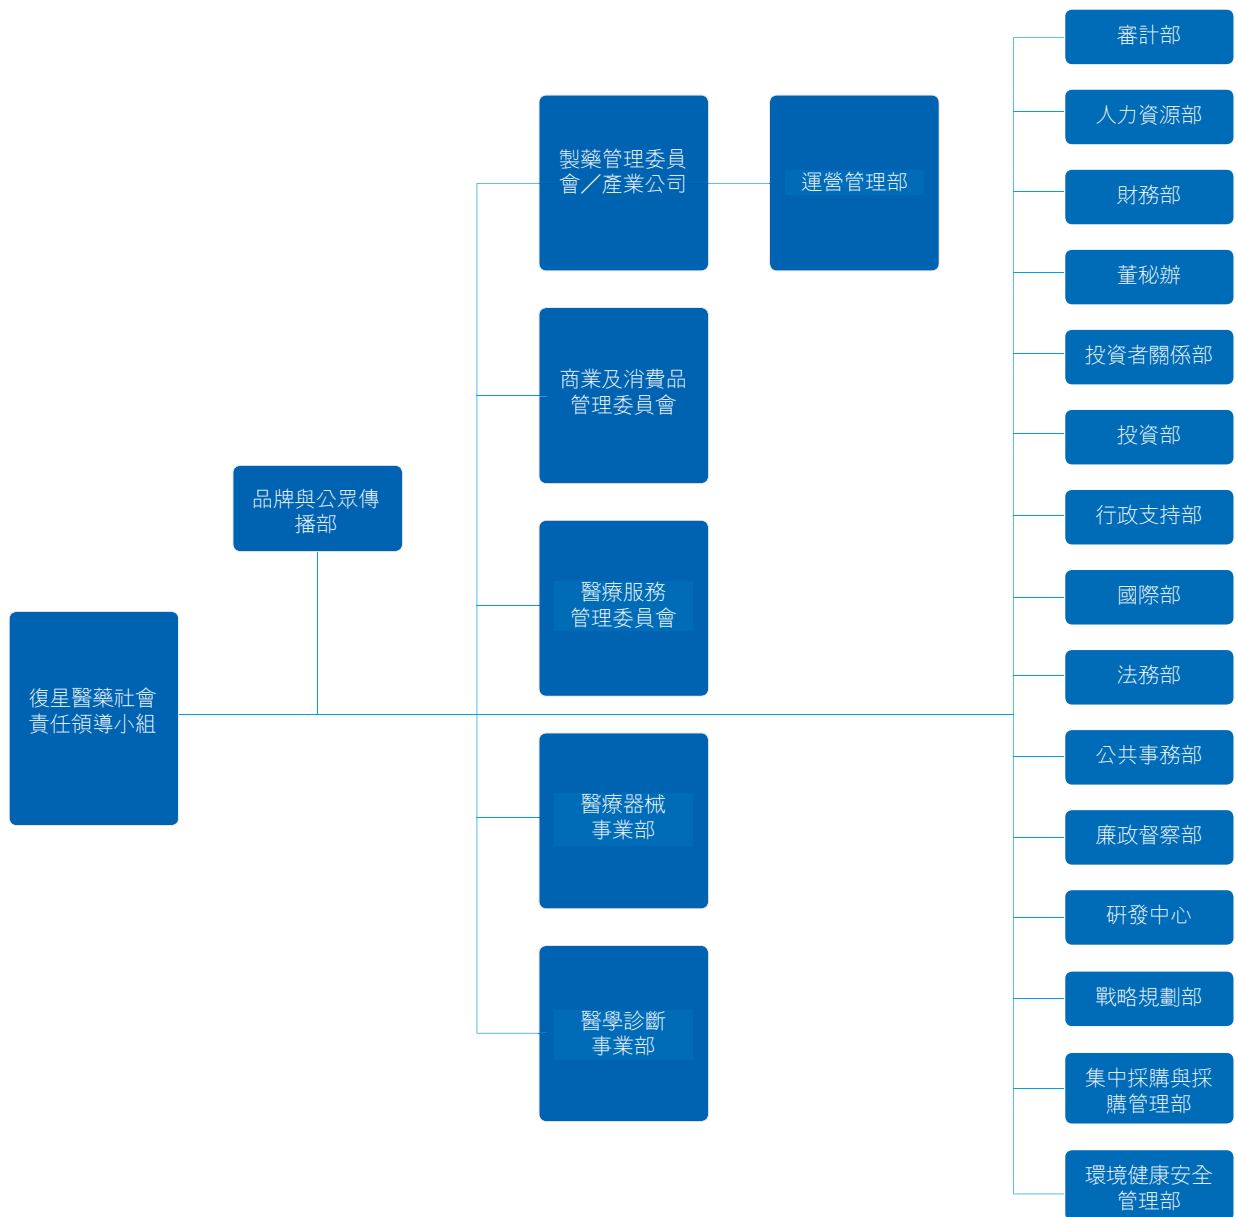 復星醫藥社會
責任領導小組
品牌與公眾傳
播部
製藥管理委員
會／產業公司
運營管理部
商業及消費品
管理委員會
醫療服務
管理委員會
醫療器械
事業部
醫學診斷
事業部
審計部
人力資源部
財務部
董秘辦
投資者關係部
投資部
行政支持部
國際部
法務部
公共事務部
廉政督察部
研發中心
戰略規劃部
集中採購與採
購管理部
環境健康安全
管理部